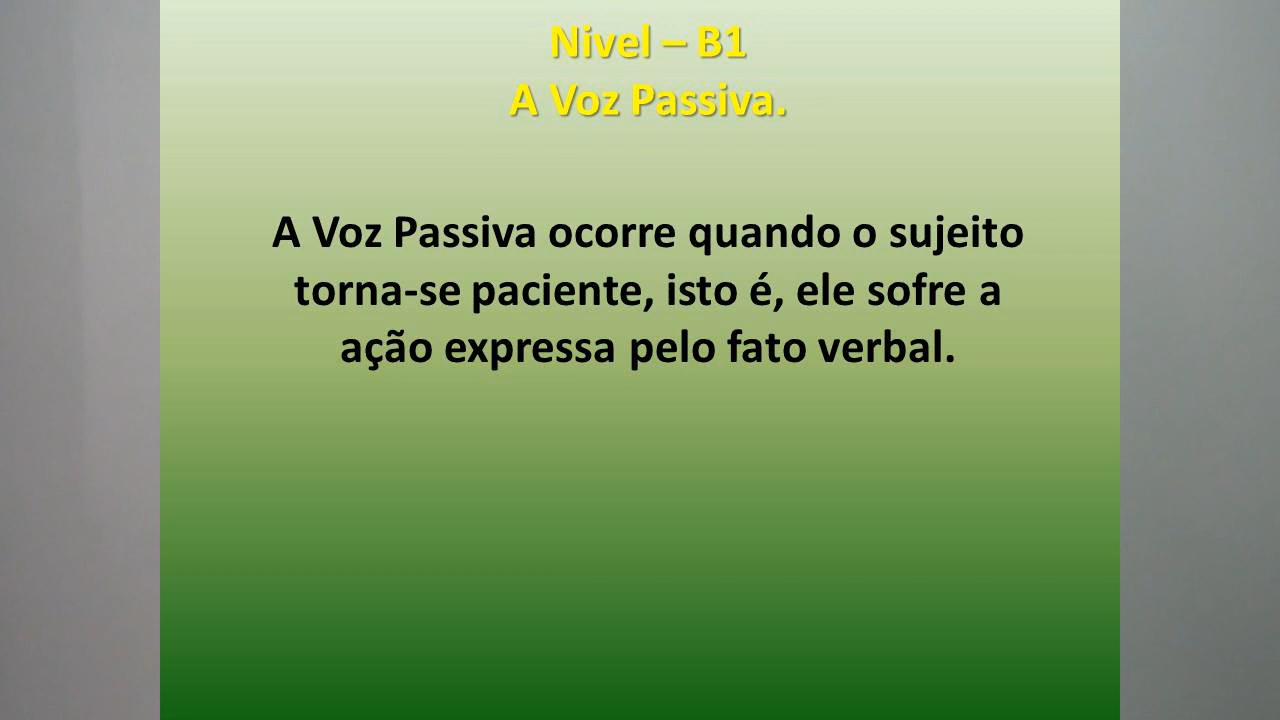 Nivel – B1
A Voz Passiva.
A Voz Passiva ocorre quando o sujeito
torna-se paciente, isto é, ele sofre a
ação expressa pelo fato verbal.